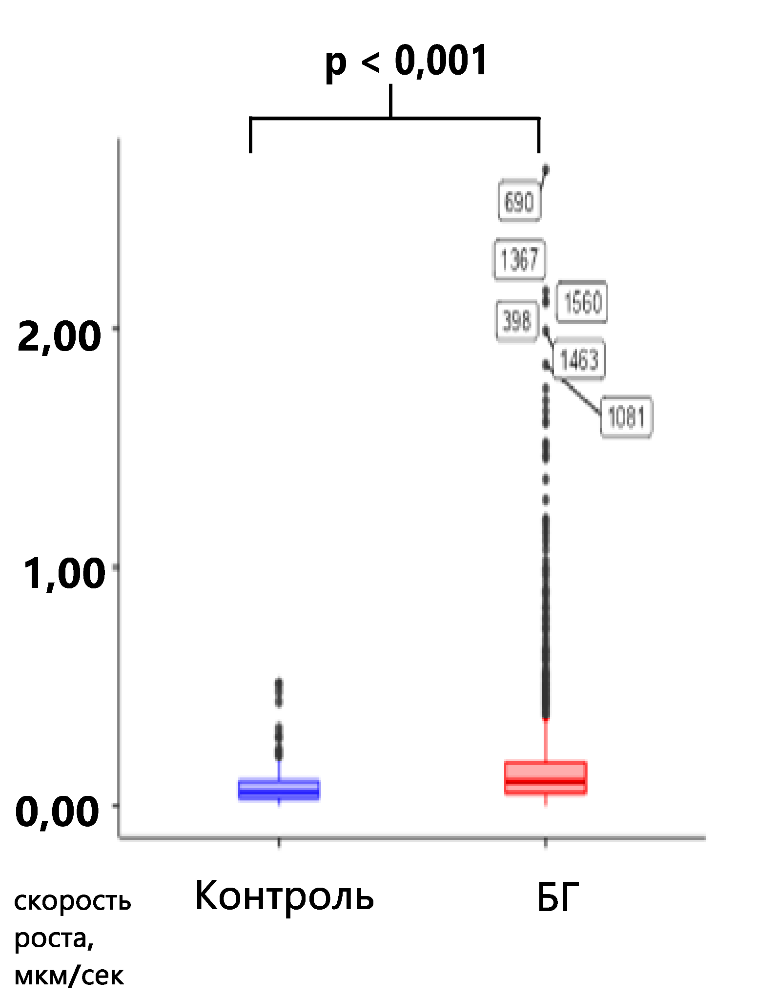 p < 0,001
690
1367
1560
398
2,00
1463
1081
1,00
0,00
Контроль
БГ
скорость
роста,
мкм/сек